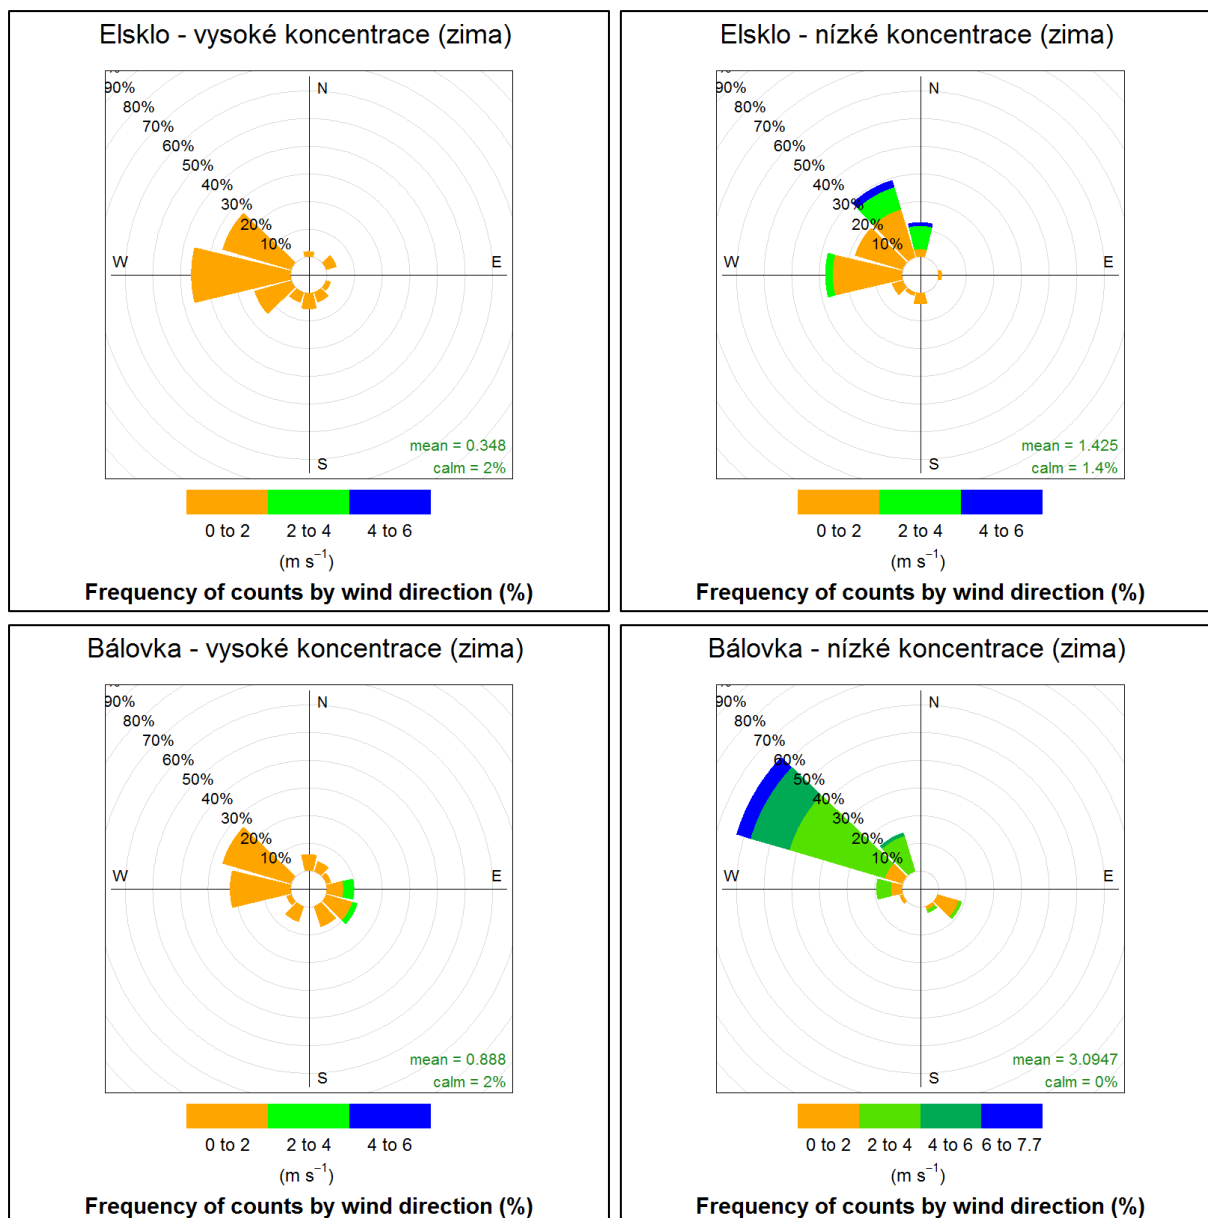 Elsklo - vysoké koncentrace (zima)
90%
80%
70%
60%
50%
40%
30%
20%
10%
N
W
E
S
mean = 0.348
calm = 2%
0 to 2 2 to 4 4 to 6
(m s⁻¹)
Frequency of counts by wind direction (%)
Elsklo - nízké koncentrace (zima)
90%
80%
70%
60%
50%
40%
30%
20%
10%
N
W
E
S
mean = 1.425
calm = 1.4%
0 to 2 2 to 4 4 to 6
(m s⁻¹)
Frequency of counts by wind direction (%)
Bálovka - vysoké koncentrace (zima)
90%
80%
70%
60%
50%
40%
30%
20%
10%
N
W
E
S
mean = 0.888
calm = 2%
0 to 2 2 to 4 4 to 6
(m s⁻¹)
Frequency of counts by wind direction (%)
Bálovka - nízké koncentrace (zima)
90%
80%
70%
60%
50%
40%
30%
20%
10%
N
W
E
S
mean = 3.0947
calm = 0%
0 to 2 2 to 4 4 to 6 6 to 7.7
(m s⁻¹)
Frequency of counts by wind direction (%)